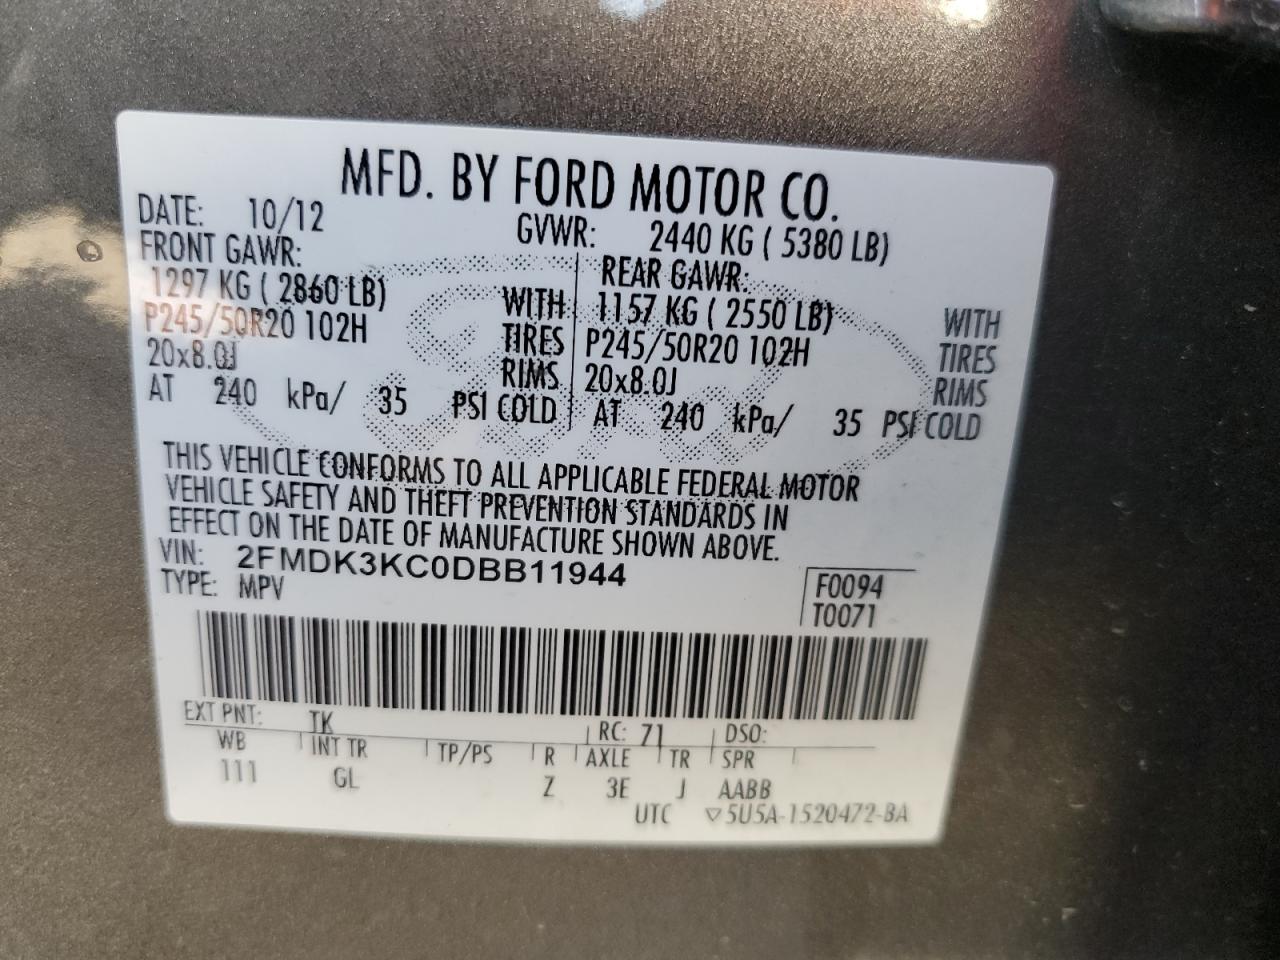 MFD. BY FORD MOTOR CO.
DATE: 10/12 GVWR: 2440 KG ( 5380 LB)
FRONT GAWR: REAR GAWR:
1297 KG ( 2860 LB) WITH 1157 KG ( 2550 LB) WITH
P245/50R20 102H TIRES P245/50R20 102H TIRES
20x8.0J RIMS 20x8.0J RIMS
AT 240 kPa/ 35 PSI COLD AT 240 kPa/ 35 PSI COLD
THIS VEHICLE CONFORMS TO ALL APPLICABLE FEDERAL MOTOR
VEHICLE SAFETY AND THEFT PREVENTION STANDARDS IN
EFFECT ON THE DATE OF MANUFACTURE SHOWN ABOVE.
VIN: 2FMDK3KC0DBB11944
TYPE: MPV F0094
T0071
EXT PNT: TK RC: 71 DSO:
WB INT TR TP/PS R AXLE TR SPR
111 GL Z 3E J AABB
UTC ▽5U5A-1520472-BA